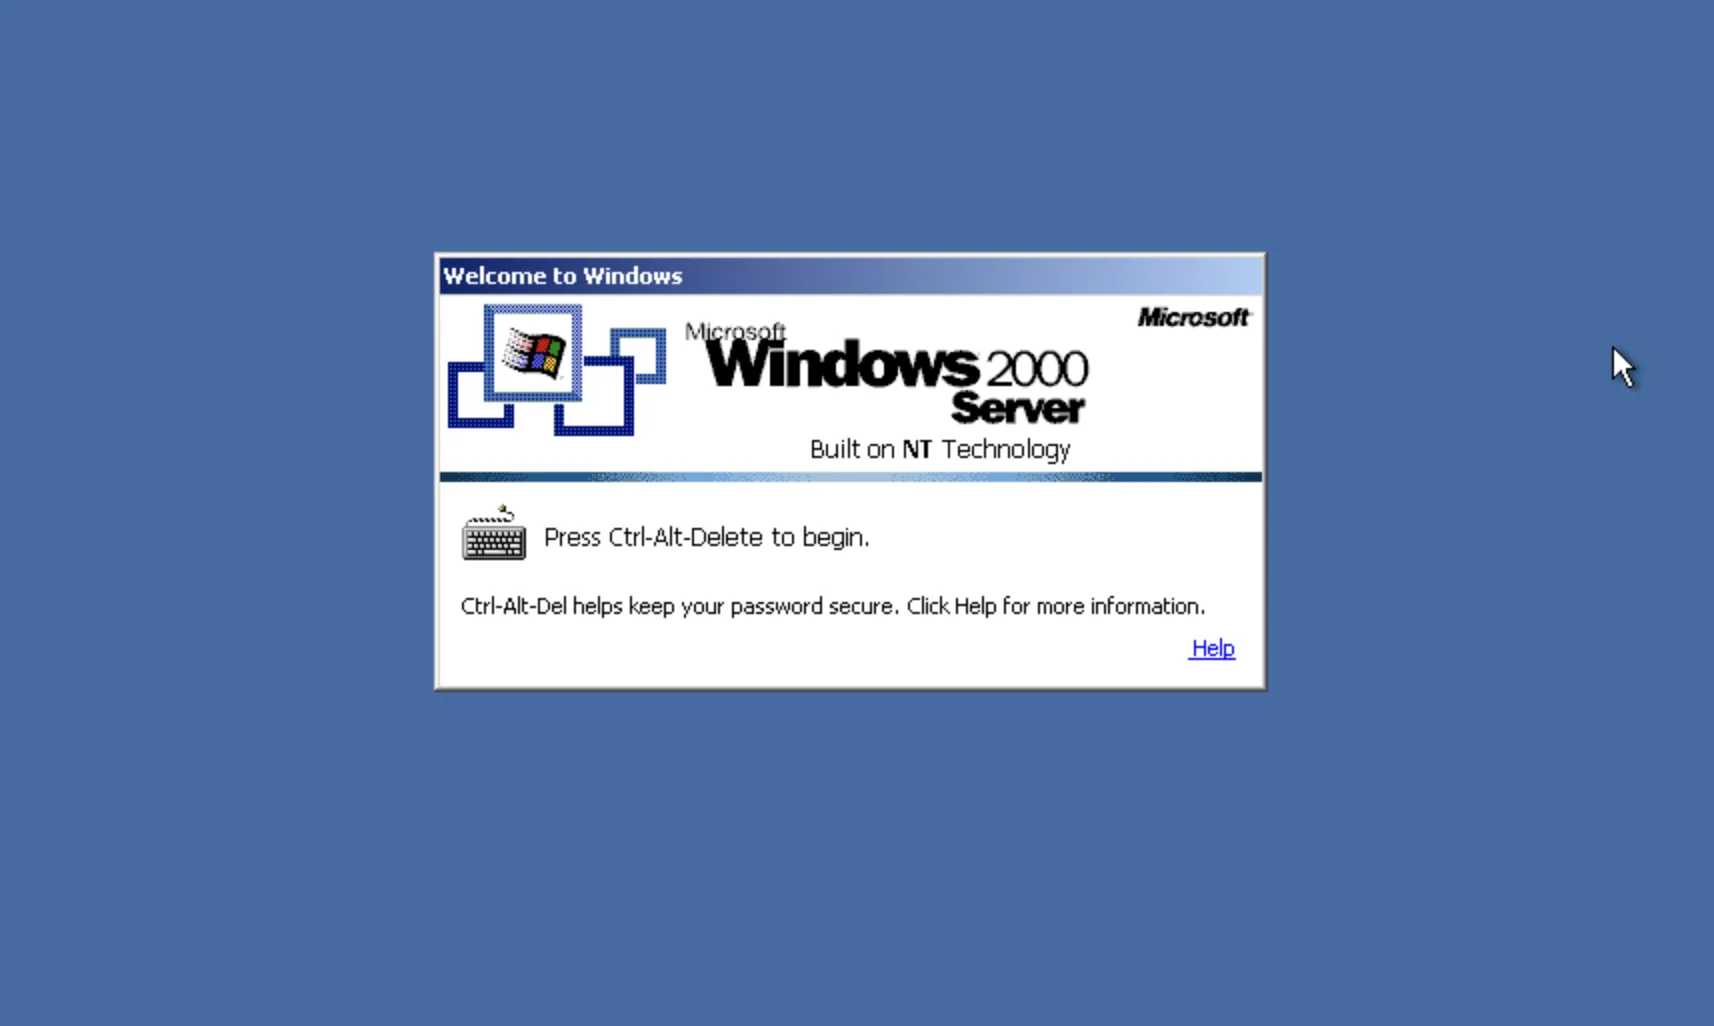 Welcome to Windows
Microsoft
Microsoft
Windows 2000
Server
Built on NT Technology
Press Ctrl-Alt-Delete to begin.
Ctrl-Alt-Del helps keep your password secure. Click Help for more information.
Help